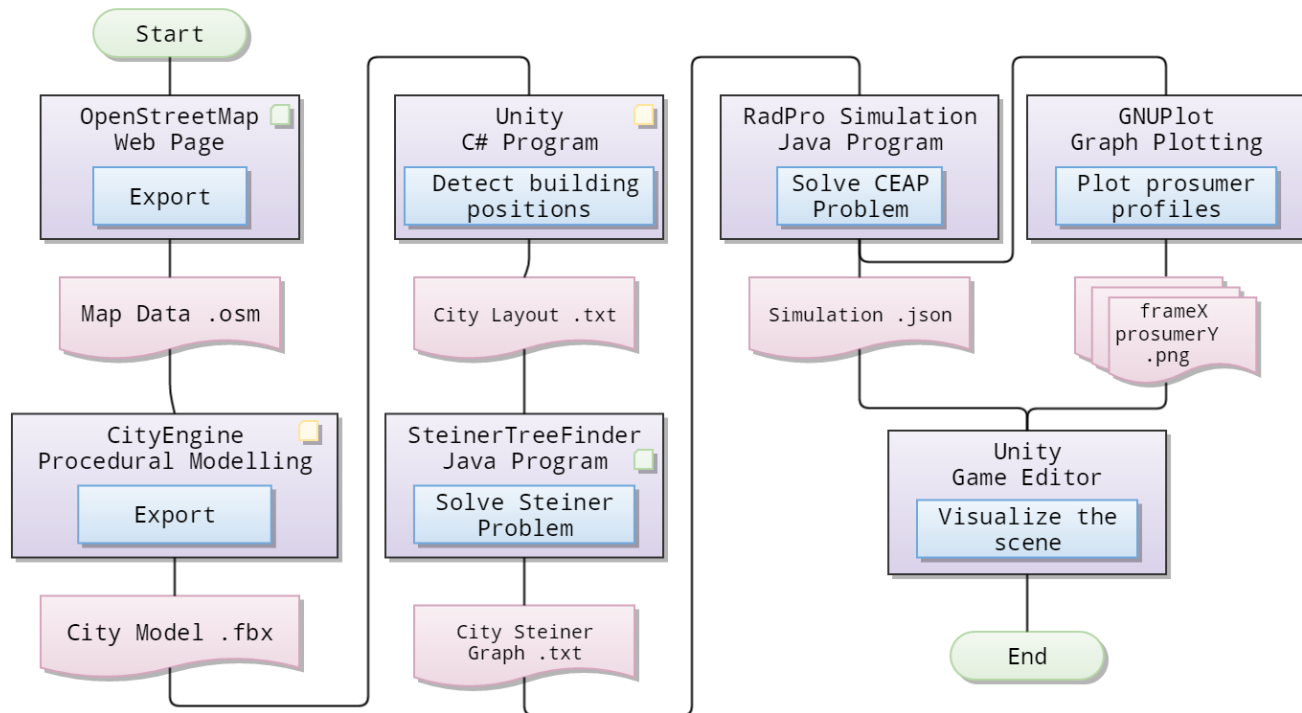 Start
OpenStreetMap
Web Page
Export
Map Data .osm
CityEngine
Procedural Modelling
Export
City Model .fbx
Unity
C# Program
Detect building
positions
City Layout .txt
SteinerTreeFinder
Java Program
Solve Steiner
Problem
City Steiner
Graph .txt
RadPro Simulation
Java Program
Solve CEAP
Problem
Simulation .json
GNUPlot
Graph Plotting
Plot prosumer
profiles
frameX
prosumerY
.png
Unity
Game Editor
Visualize the
scene
End